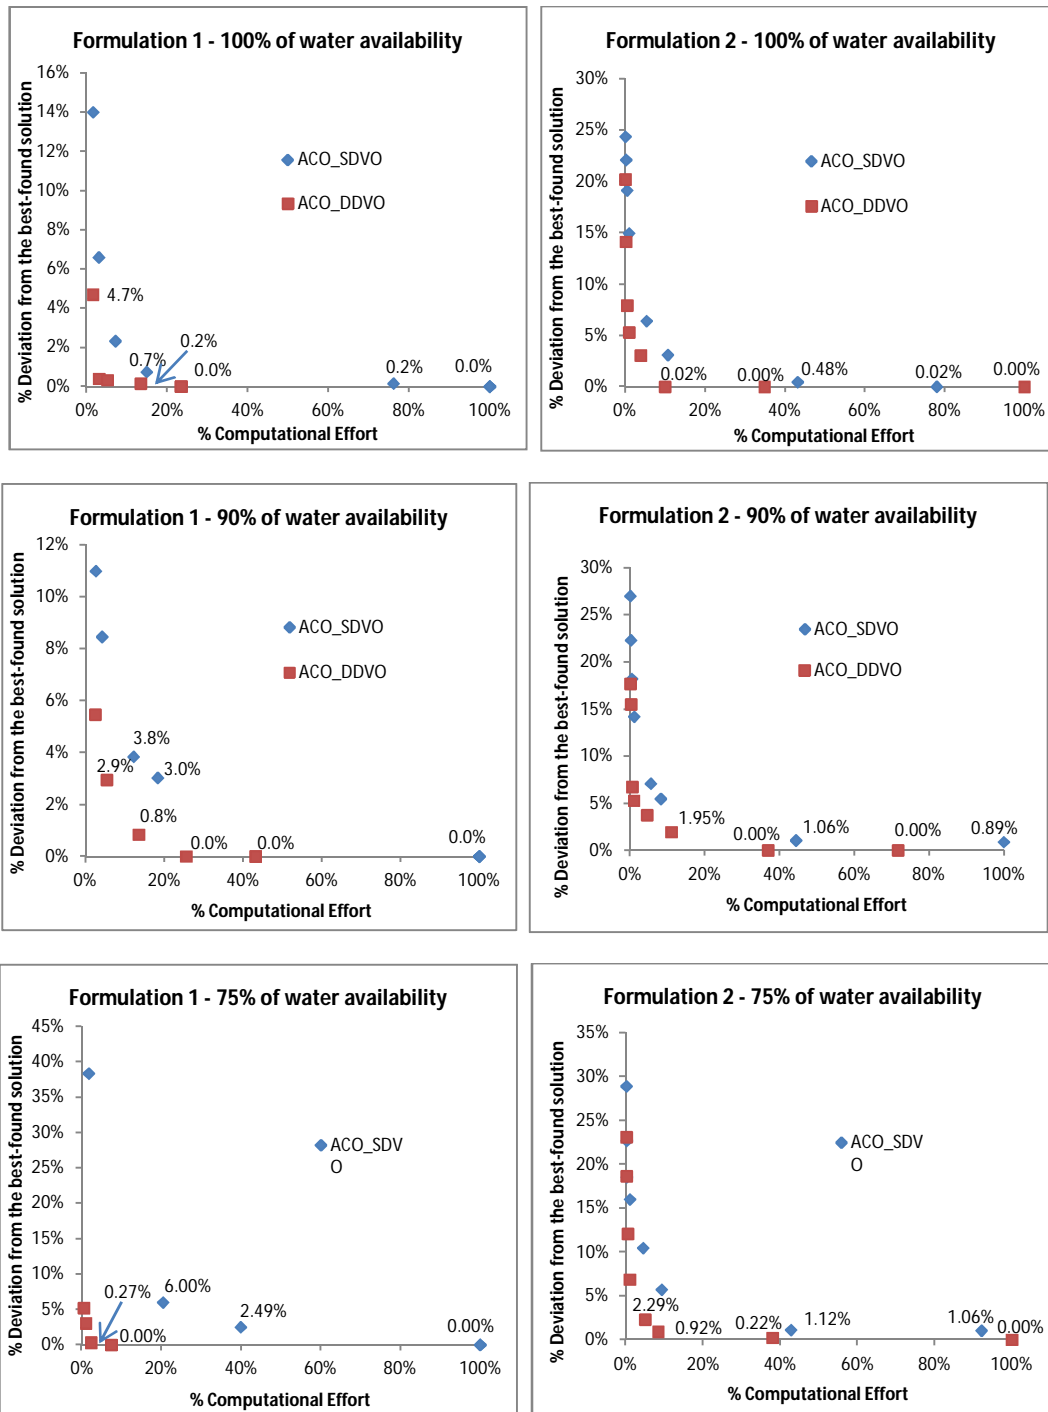 Formulation 1 - 100% of water availability
% Deviation from the best-found solution
16%
14%
12%
10%
8%
6%
4%
2%
0%
ACO_SDVO
ACO_DDVO
4.7%
0.7%
0.2%
0.0%
0.2%
0.0%
0% 20% 40% 60% 80% 100%
% Computational Effort
Formulation 2 - 100% of water availability
% Deviation from the best-found solution
30%
25%
20%
15%
10%
5%
0%
ACO_SDVO
ACO_DDVO
0.02%
0.00%
0.48%
0.02%
0.00%
0% 20% 40% 60% 80% 100%
% Computational Effort
Formulation 1 - 90% of water availability
% Deviation from the best-found solution
12%
10%
8%
6%
4%
2%
0%
ACO_SDVO
ACO_DDVO
3.8%
2.9%
3.0%
0.8%
0.0%
0.0%
0.0%
0% 20% 40% 60% 80% 100%
% Computational Effort
Formulation 2 - 90% of water availability
% Deviation from the best-found solution
30%
25%
20%
15%
10%
5%
0%
ACO_SDVO
ACO_DDVO
1.95%
0.00%
1.06%
0.00%
0.89%
0% 20% 40% 60% 80% 100%
% Computational Effort
Formulation 1 - 75% of water availability
% Deviation from the best-found solution
45%
40%
35%
30%
25%
20%
15%
10%
5%
0%
ACO_SDV
O
0.27%
6.00%
2.49%
0.00%
0.00%
0% 20% 40% 60% 80% 100%
% Computational Effort
Formulation 2 - 75% of water availability
% Deviation from the best-found solution
35%
30%
25%
20%
15%
10%
5%
0%
ACO_SDV
O
2.29%
0.92%
0.22%
1.12%
1.06%
0.00%
0% 20% 40% 60% 80% 100%
% Computational Effort